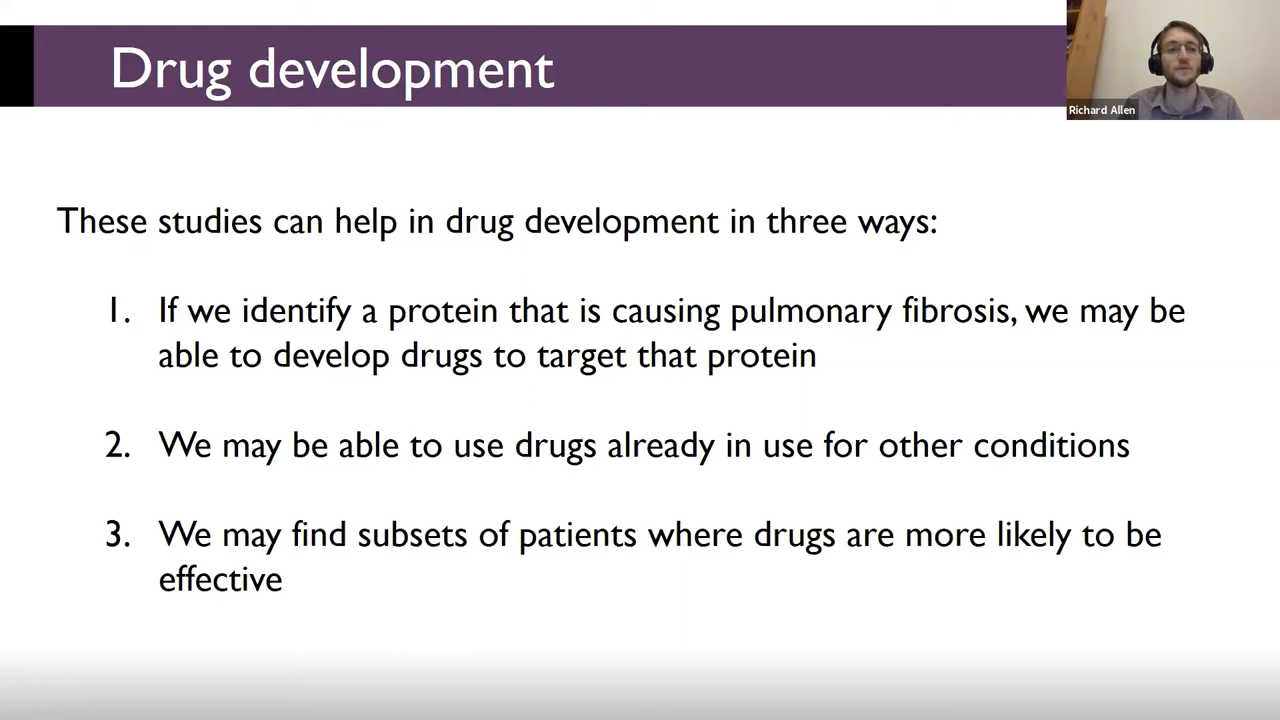 Drug development
Richard Allen
These studies can help in drug development in three ways:
1. If we identify a protein that is causing pulmonary fibrosis, we may be
able to develop drugs to target that protein
2. We may be able to use drugs already in use for other conditions
3. We may find subsets of patients where drugs are more likely to be
effective